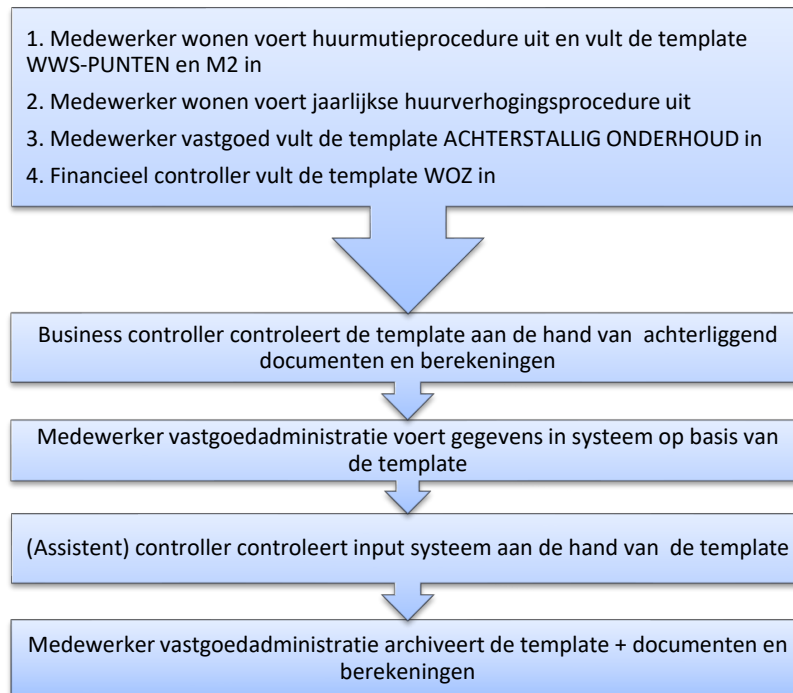 1. Medewerker wonen voert huurmutieprocedure uit en vult de template
WWS-PUNTEN en M2 in
2. Medewerker wonen voert jaarlijkse huurverhogingsprocedure uit
3. Medewerker vastgoed vult de template ACHTERSTALLIG ONDERHOUD in
4. Financieel controller vult de template WOZ in
Business controller controleert de template aan de hand van achterliggend
documenten en berekeningen
Medewerker vastgoedadministratie voert gegevens in systeem op basis van
de template
(Assistent) controller controleert input systeem aan de hand van de template
Medewerker vastgoedadministratie archiveert de template + documenten en
berekeningen